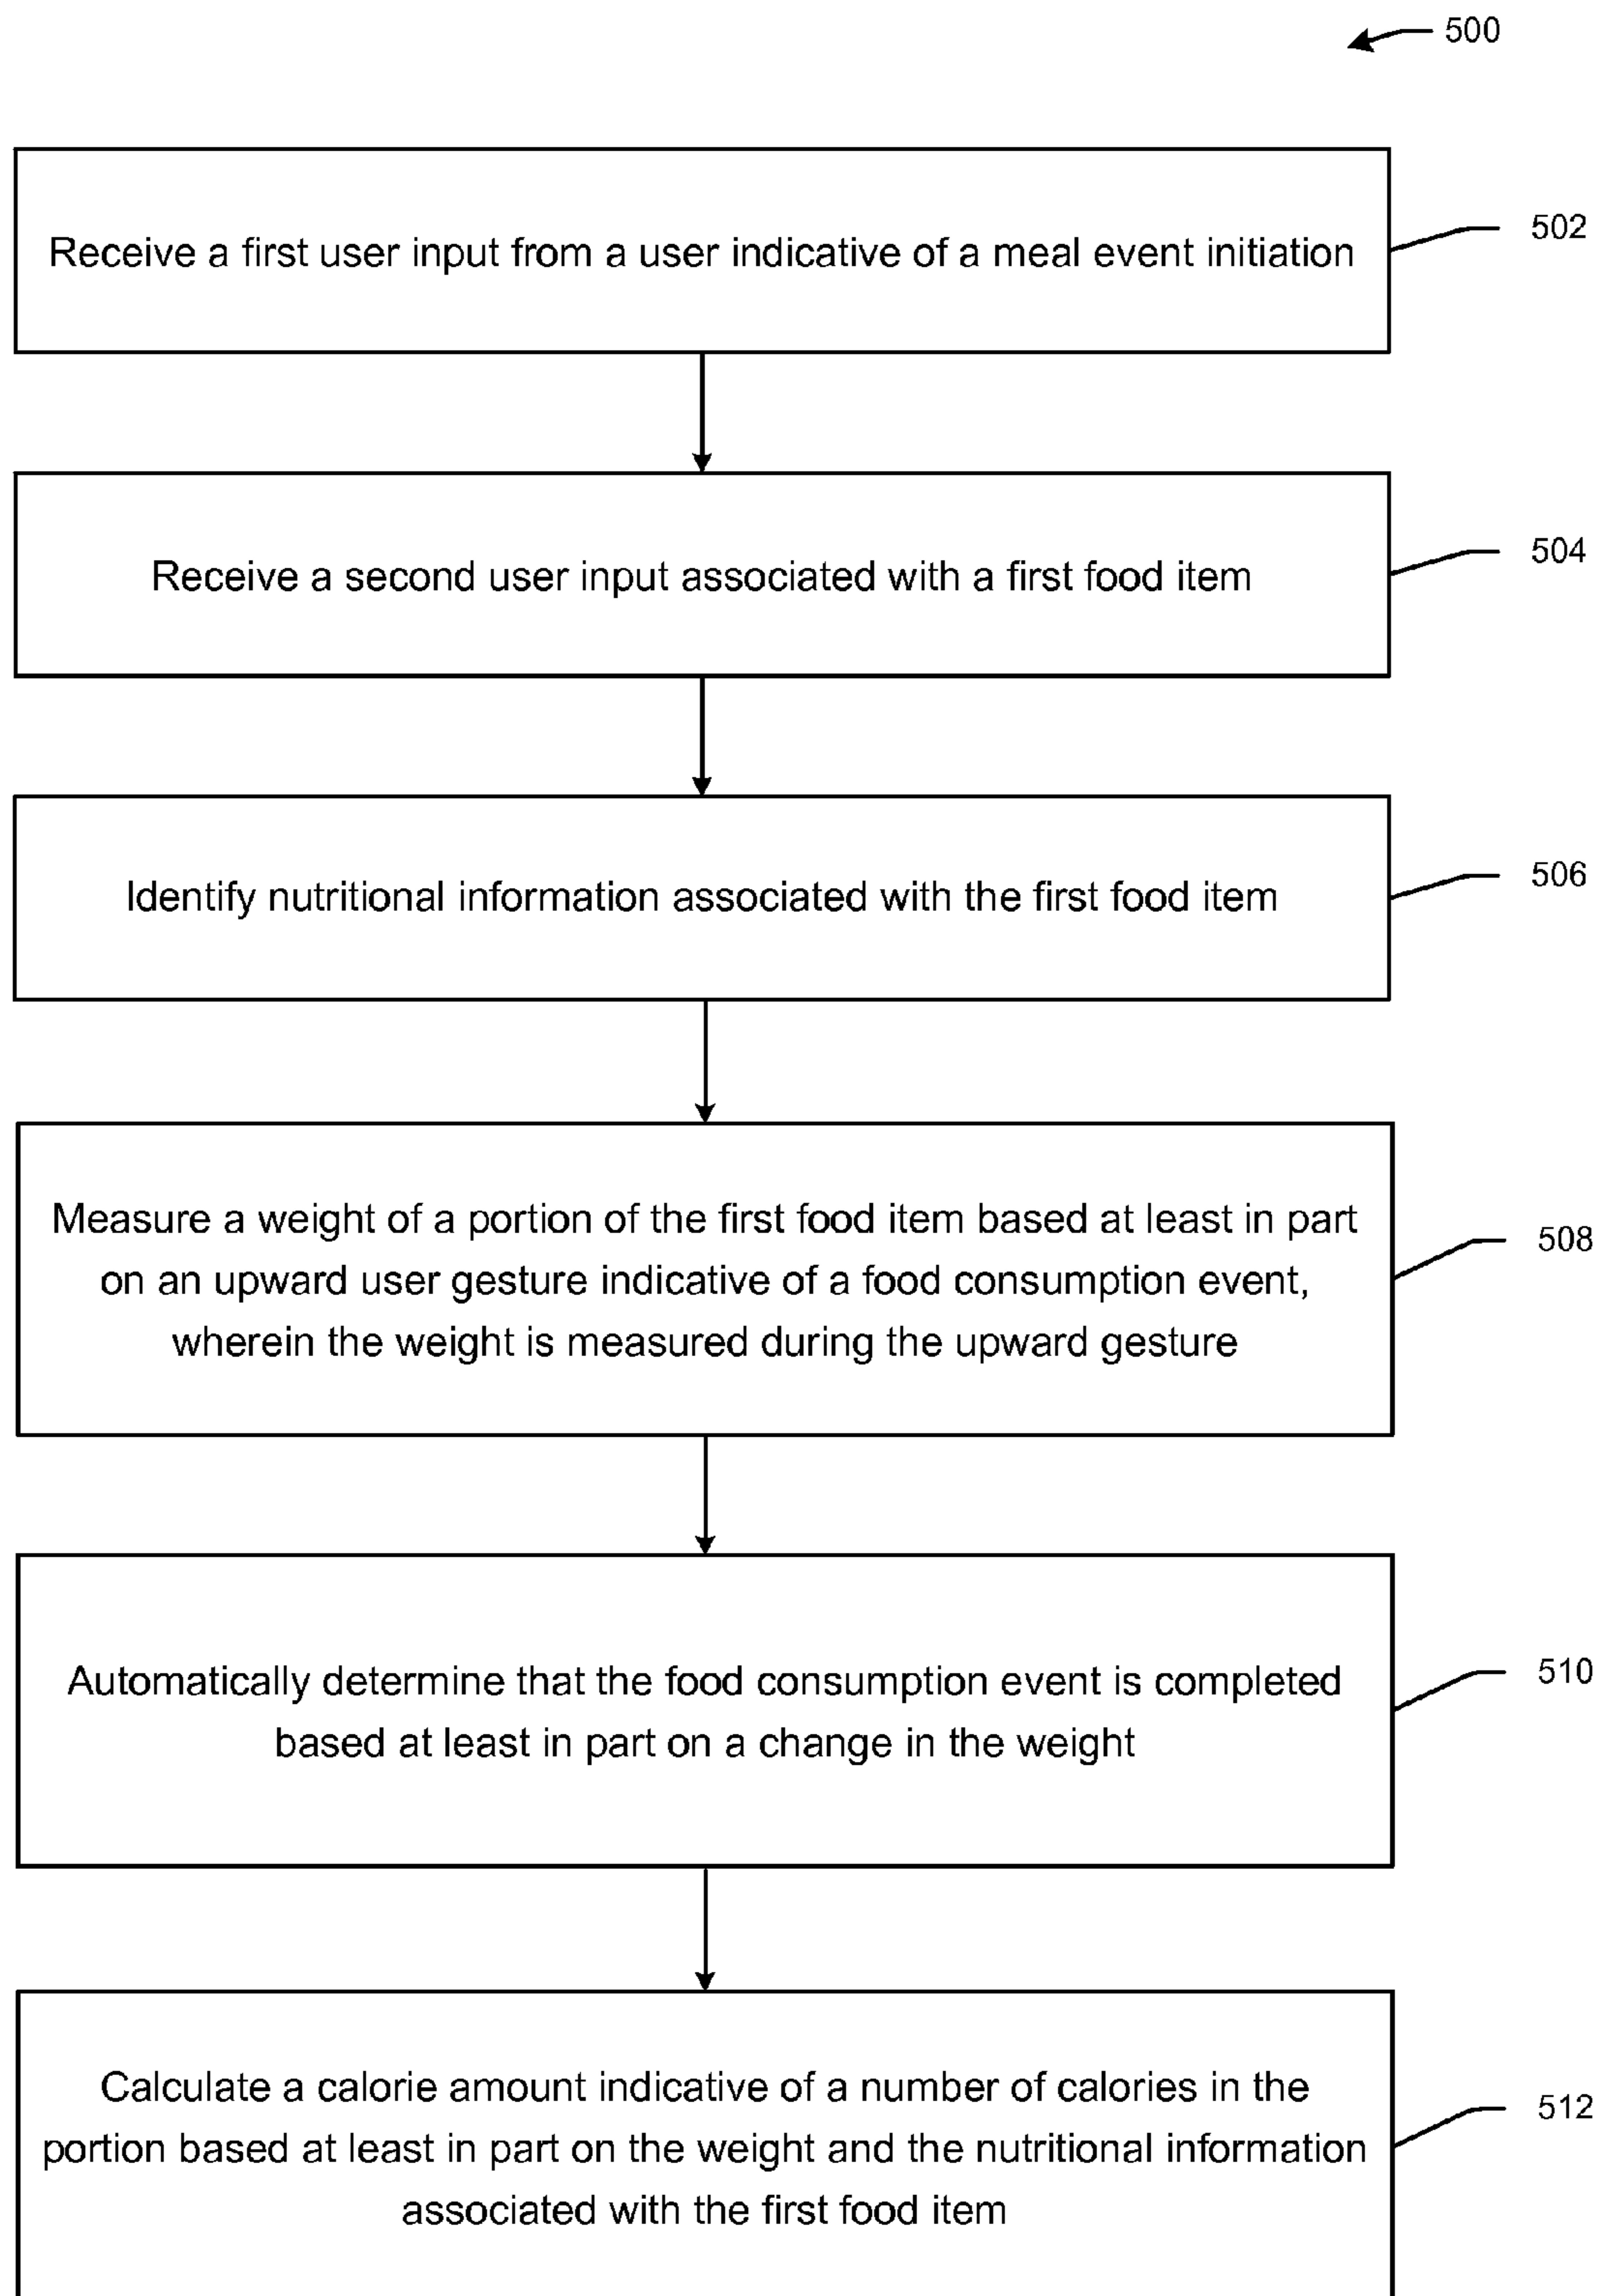 500
Receive a first user input from a user indicative of a meal event initiation
502
Receive a second user input associated with a first food item
504
Identify nutritional information associated with the first food item
506
Measure a weight of a portion of the first food item based at least in part
on an upward user gesture indicative of a food consumption event,
wherein the weight is measured during the upward gesture
508
Automatically determine that the food consumption event is completed
based at least in part on a change in the weight
510
Calculate a calorie amount indicative of a number of calories in the
portion based at least in part on the weight and the nutritional information
associated with the first food item
512